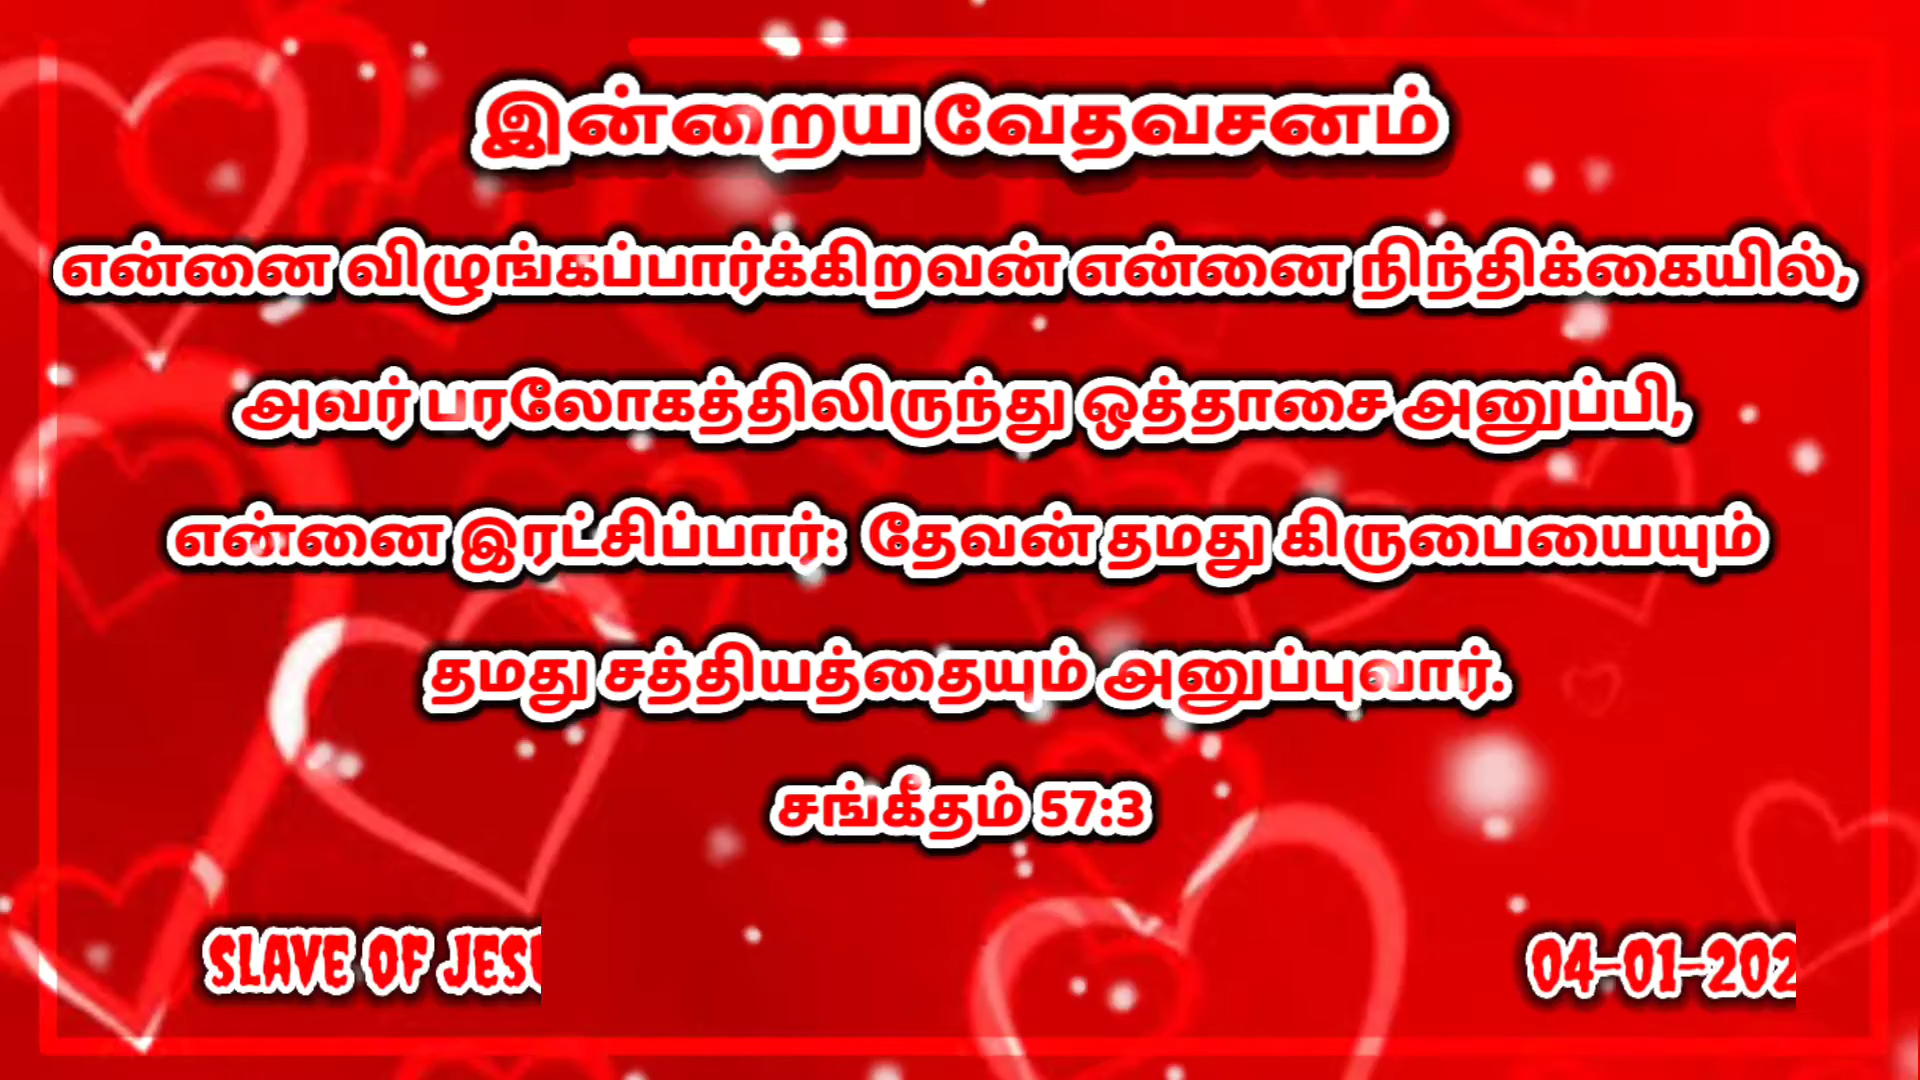 இன்றைய வேதவசனம்
என்னை விழுங்கப்பார்க்கிறவன் என்னை நிந்திக்கையில்,
அவர் பரலோகத்திலிருந்து ஒத்தாசை அனுப்பி,
என்னை இரட்சிப்பார்: தேவன் தமது கிருபையையும்
தமது சத்தியத்தையும் அனுப்புவார்.
சங்கீதம் 57:3
SLAVE OF
04-01-202